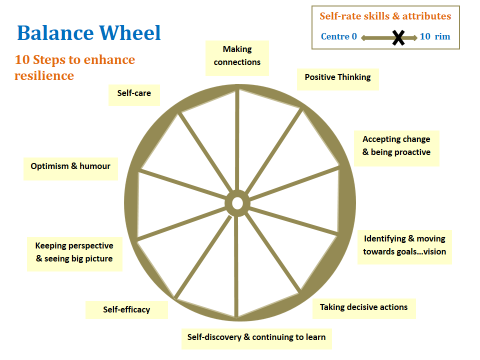 Balance Wheel
10 Steps to enhance
resilience
Self-rate skills & attributes
Centre 0
10 rim
Making
connections
Positive Thinking
Accepting change
& being proactive
Identifying & moving
towards goals...vision
Taking decisive actions
Self-discovery & continuing to learn
Self-efficacy
Keeping perspective
& seeing big picture
Optimism & humour
Self-care